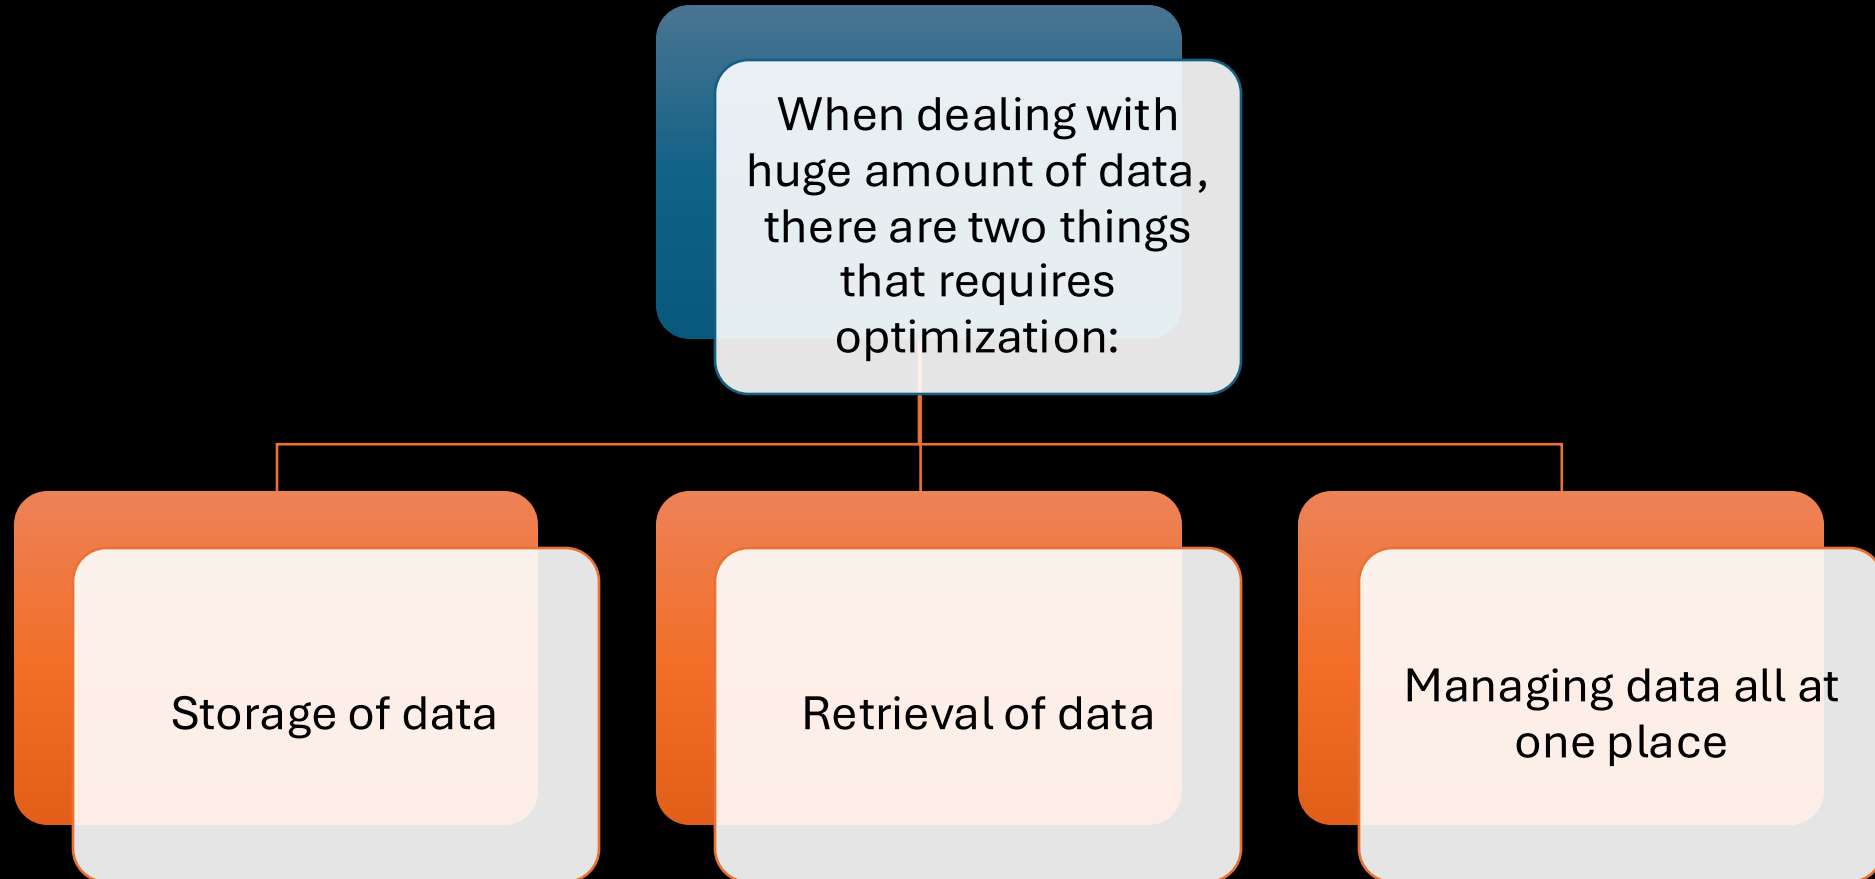 When dealing with
huge amount of data,
there are two things
that requires
optimization:
Storage of data
Retrieval of data
Managing data all at
one place